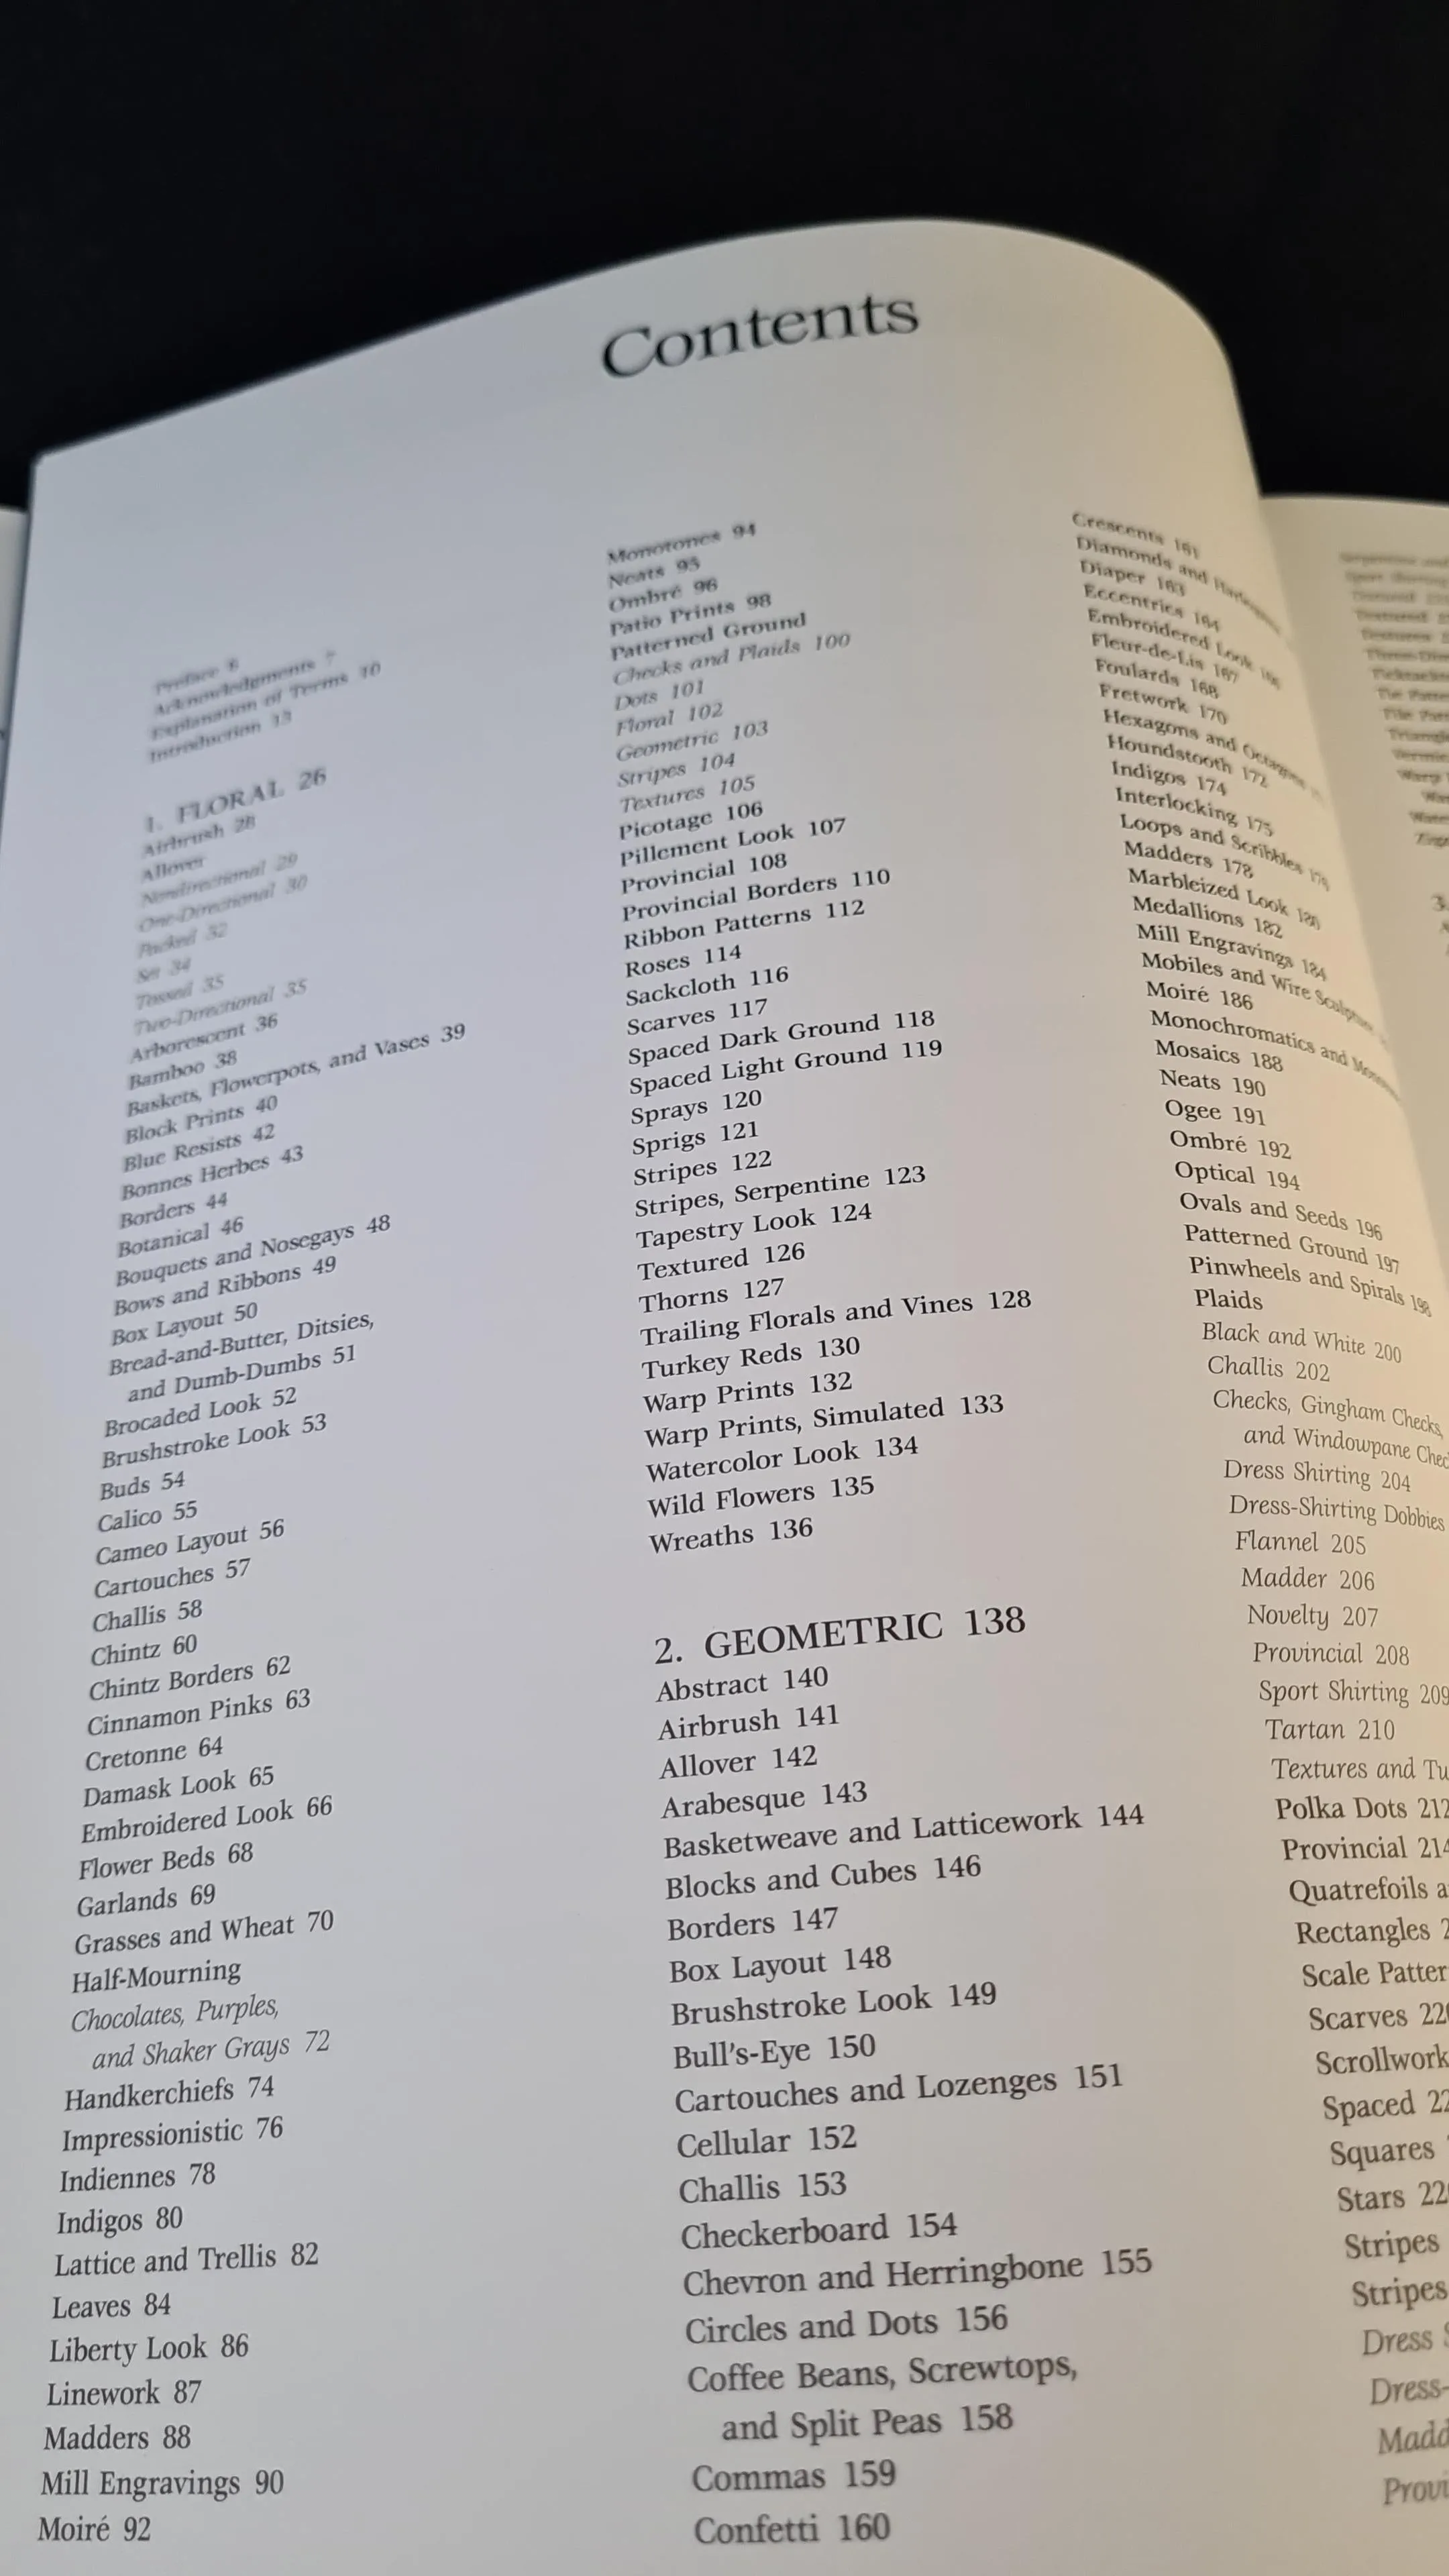 Contents
Preface 6
Acknowledgments 7
Explanation of Terms 10
Introduction 13
1. FLORAL 26
Airbrush 28
Allover
Nondirectional 29
One-Directional 30
Packed 32
Set 34
Tossed 35
Two-Directional 35
Arborescent 36
Bamboo 38
Baskets, Flowerpots, and Vases 39
Block Prints 40
Blue Resists 42
Bonnes Herbes 43
Borders 44
Botanical 46
Bouquets and Nosegays 48
Bows and Ribbons 49
Box Layout 50
Bread-and-Butter, Ditsies,
and Dumb-Dumbs 51
Brocaded Look 52
Brushstroke Look 53
Buds 54
Calico 55
Cameo Layout 56
Cartouches 57
Challis 58
Chintz 60
Chintz Borders 62
Cinnamon Pinks 63
Cretonne 64
Damask Look 65
Embroidered Look 66
Flower Beds 68
Garlands 69
Grasses and Wheat 70
Half-Mourning
Chocolates, Purples,
and Shaker Grays 72
Handkerchiefs 74
Impressionistic 76
Indiennes 78
Indigos 80
Lattice and Trellis 82
Leaves 84
Liberty Look 86
Linework 87
Madders 88
Mill Engravings 90
Moiré 92
Monotones 94
Neats 95
Ombré 96
Patio Prints 98
Patterned Ground
Checks and Plaids 100
Dots 101
Floral 102
Geometric 103
Stripes 104
Textures 105
Picotage 106
Pillement Look 107
Provincial 108
Provincial Borders 110
Ribbon Patterns 112
Roses 114
Sackcloth 116
Scarves 117
Spaced Dark Ground 118
Spaced Light Ground 119
Sprays 120
Sprigs 121
Stripes 122
Stripes, Serpentine 123
Tapestry Look 124
Textured 126
Thorns 127
Trailing Florals and Vines 128
Turkey Reds 130
Warp Prints 132
Warp Prints, Simulated 133
Watercolor Look 134
Wild Flowers 135
Wreaths 136
2. GEOMETRIC 138
Abstract 140
Airbrush 141
Allover 142
Arabesque 143
Basketweave and Latticework 144
Blocks and Cubes 146
Borders 147
Box Layout 148
Brushstroke Look 149
Bull's-Eye 150
Cartouches and Lozenges 151
Cellular 152
Challis 153
Checkerboard 154
Chevron and Herringbone 155
Circles and Dots 156
Coffee Beans, Screwtops,
and Split Peas 158
Commas 159
Confetti 160
Crescents 161
Diamonds and
Diaper 163
Eccentrics 164
Embroidered Look 166
Fleur-de-Lis 167
Foulards 168
Fretwork 170
Hexagons and Octagons
Houndstooth 172
Indigos 174
Interlocking 175
Loops and Scribbles
Madders 178
Marbleized Look 180
Medallions 182
Mill Engravings 184
Mobiles and Wire Sculpture
Moiré 186
Monochromatics and
Mosaics 188
Neats 190
Ogee 191
Ombré 192
Optical 194
Ovals and Seeds 196
Patterned Ground 197
Pinwheels and Spirals 198
Plaids
Black and White 200
Challis 202
Checks, Gingham Checks,
and Windowpane Chec
Dress Shirting 204
Dress-Shirting Dobbies
Flannel 205
Madder 206
Novelty 207
Provincial 208
Sport Shirting 209
Tartan 210
Textures and Tu
Polka Dots 212
Provincial 214
Quatrefoils a
Rectangles 2
Scale Patter
Scarves 22
Scrollwork
Spaced 22
Squares
Stars 22
Stripes
Stripes
Dress S
Dress-
Madd
Provi